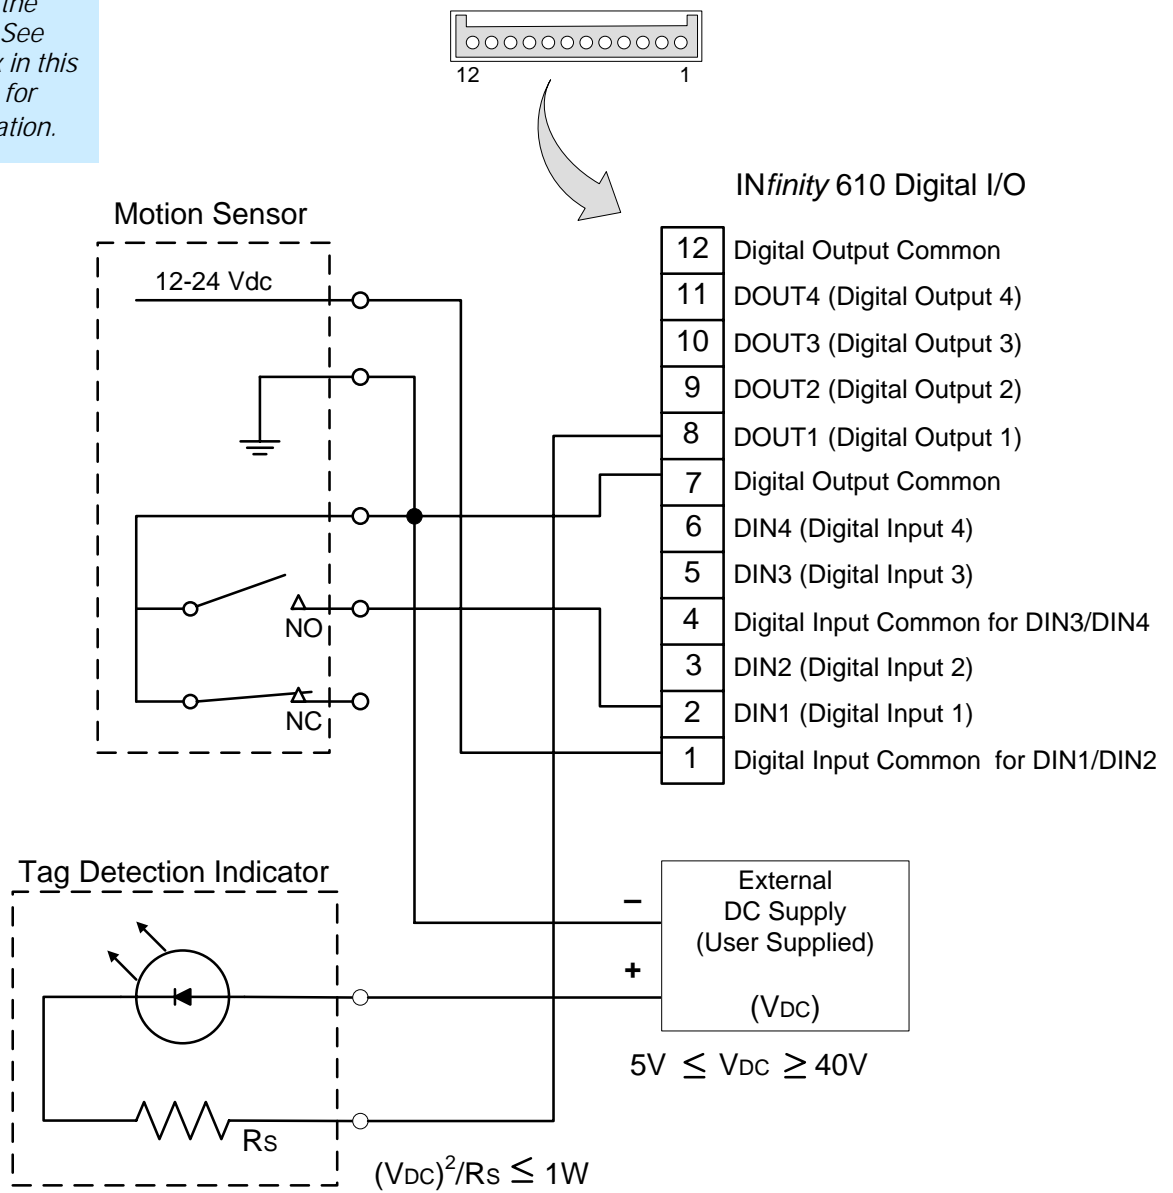 the
See
in this
for
ation.
12 1
INfinity 610 Digital I/O
Motion Sensor
12-24 Vdc
NO
NC
12 Digital Output Common
11 DOUT4 (Digital Output 4)
10 DOUT3 (Digital Output 3)
9 DOUT2 (Digital Output 2)
8 DOUT1 (Digital Output 1)
7 Digital Output Common
6 DIN4 (Digital Input 4)
5 DIN3 (Digital Input 3)
4 Digital Input Common for DIN3/DIN4
3 DIN2 (Digital Input 2)
2 DIN1 (Digital Input 1)
1 Digital Input Common for DIN1/DIN2
Tag Detection Indicator
RS
(VDC)²/RS ≤ 1W
–
+
External
DC Supply
(User Supplied)
(VDC)
5V ≤ VDC ≥ 40V